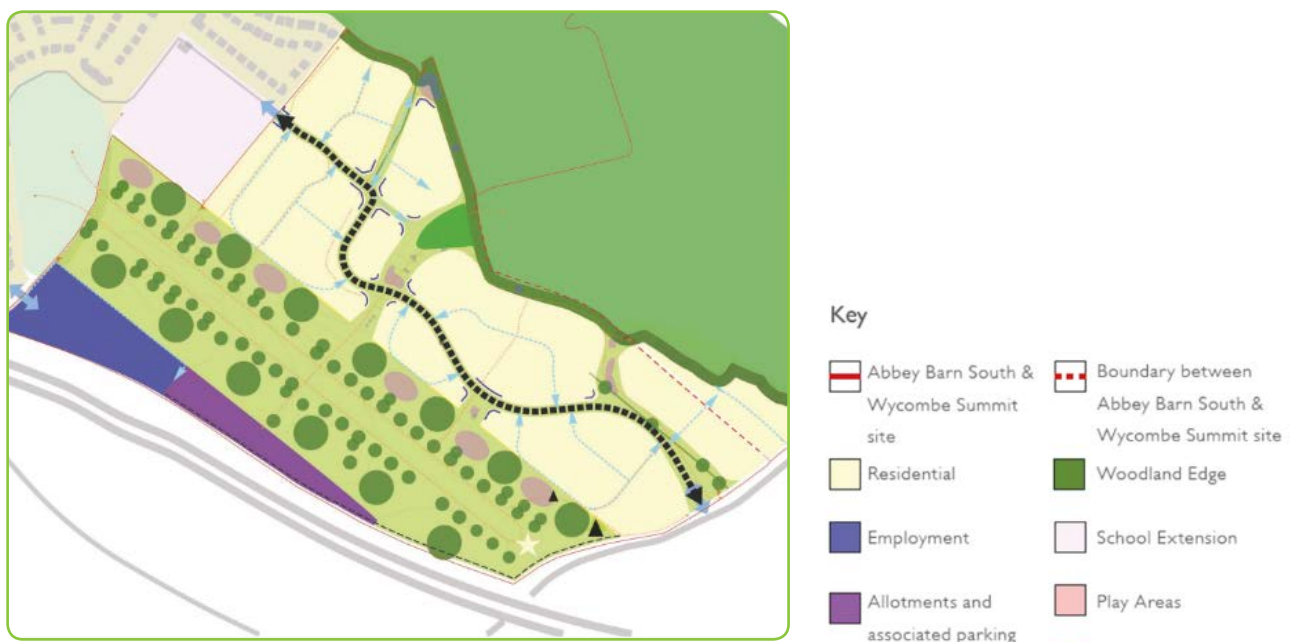 Key
Abbey Barn South &
Wycombe Summit
site
Boundary between
Abbey Barn South &
Wycombe Summit site
Residential
Woodland Edge
Employment
School Extension
Allotments and
associated parking
Play Areas